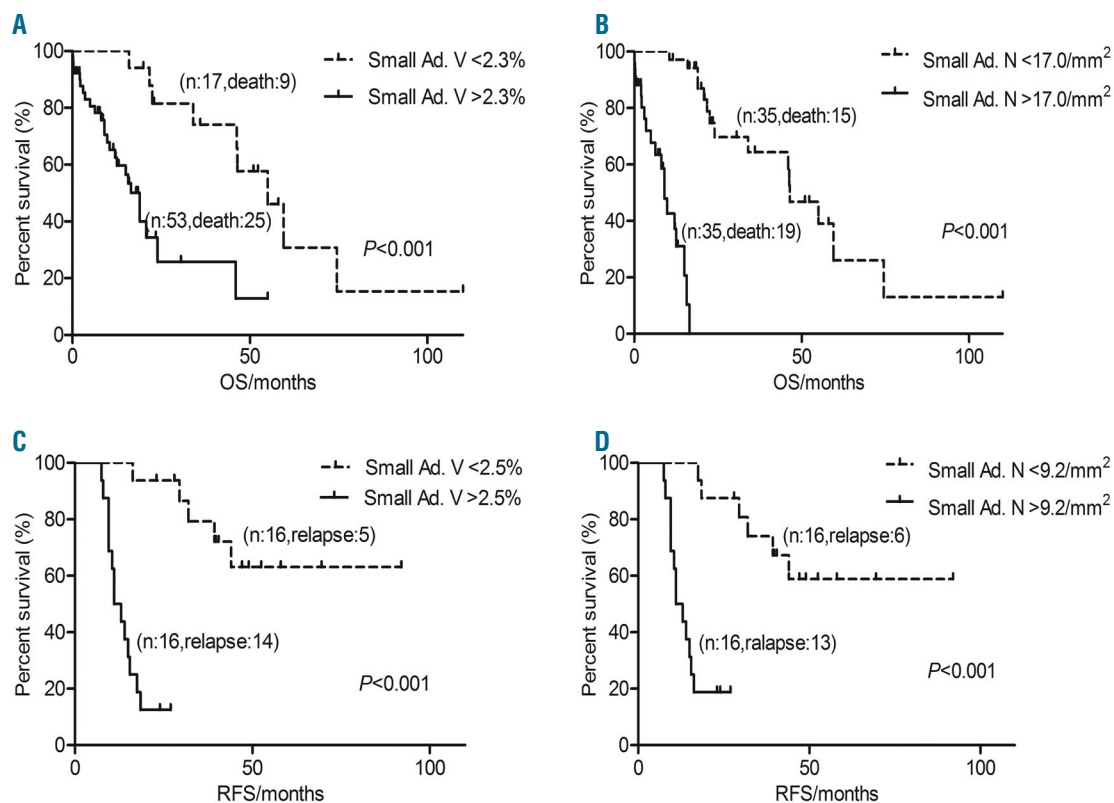 A
Small Ad. V <2.3%
Small Ad. V >2.3%
(n:17,death:9)
(n:53,death:25)
P<0.001
Percent survival (%)
100
80
60
40
20
0
0 50 100
OS/months
B
Small Ad. N <17.0/mm²
Small Ad. N >17.0/mm²
(n:35,death:15)
(n:35,death:19)
P<0.001
Percent survival (%)
100
80
60
40
20
0
0 50 100
OS/months
C
Small Ad. V <2.5%
Small Ad. V >2.5%
(n:16,relapse:5)
(n:16,relapse:14)
P<0.001
Percent survival (%)
100
80
60
40
20
0
0 50 100
RFS/months
D
Small Ad. N <9.2/mm²
Small Ad. N >9.2/mm²
(n:16,relapse:6)
(n:16,ralapse:13)
P<0.001
Percent survival (%)
100
80
60
40
20
0
0 50 100
RFS/months